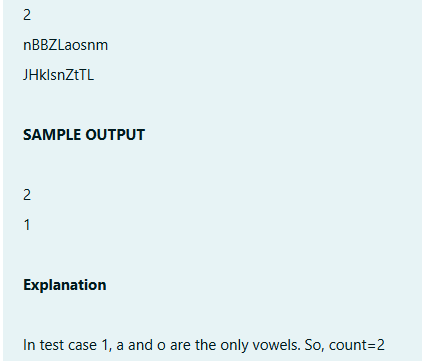 2
nBBZLaosnm
JHkIsnZtTL
SAMPLE OUTPUT
2
1
Explanation
In test case 1, a and o are the only vowels. So, count=2